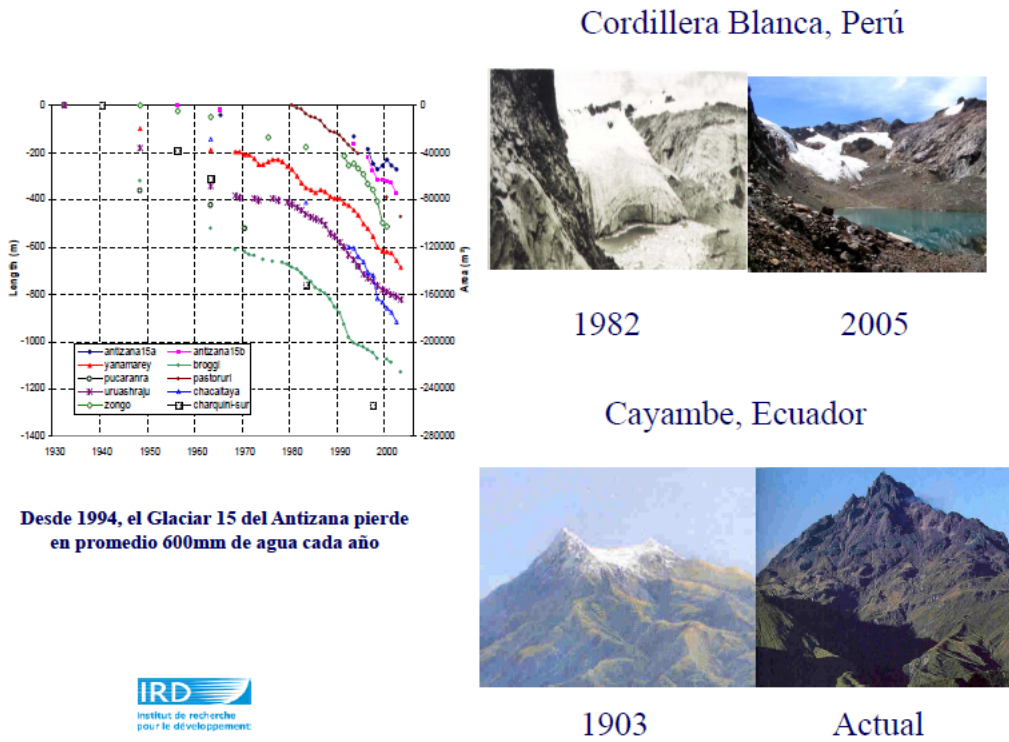 Cordillera Blanca, Perú
0
-200
-400
-600
-800
-1000
-1200
-1400
Length (m)
0
-40000
-80000
-120000
-160000
-200000
-240000
-280000
Area (m²)
antizana15a
antizana15b
yanamarey
broggi
pucaranra
pastoruri
uruashraju
chacaltaya
zongo
charquini-sur
1930
1940
1950
1960
1970
1980
1990
2000
1982
2005
Desde 1994, el Glaciar 15 del Antizana pierde
en promedio 600mm de agua cada año
Cayambe, Ecuador
1903
Actual
IRD
Institut de recherche
pour le développement